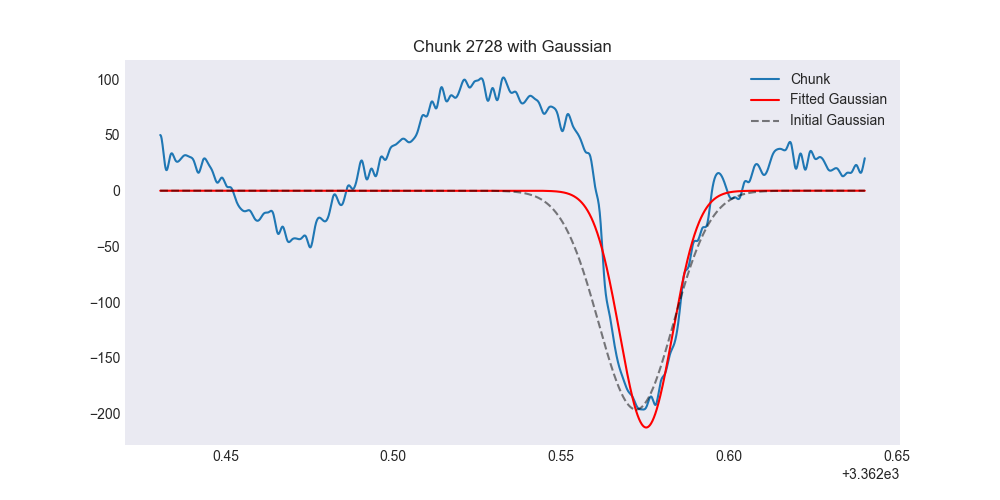 Chunk 2728 with Gaussian
Chunk
Fitted Gaussian
Initial Gaussian
100
50
0
−50
−100
−150
−200
0.45 0.50 0.55 0.60 0.65
+3.362e3